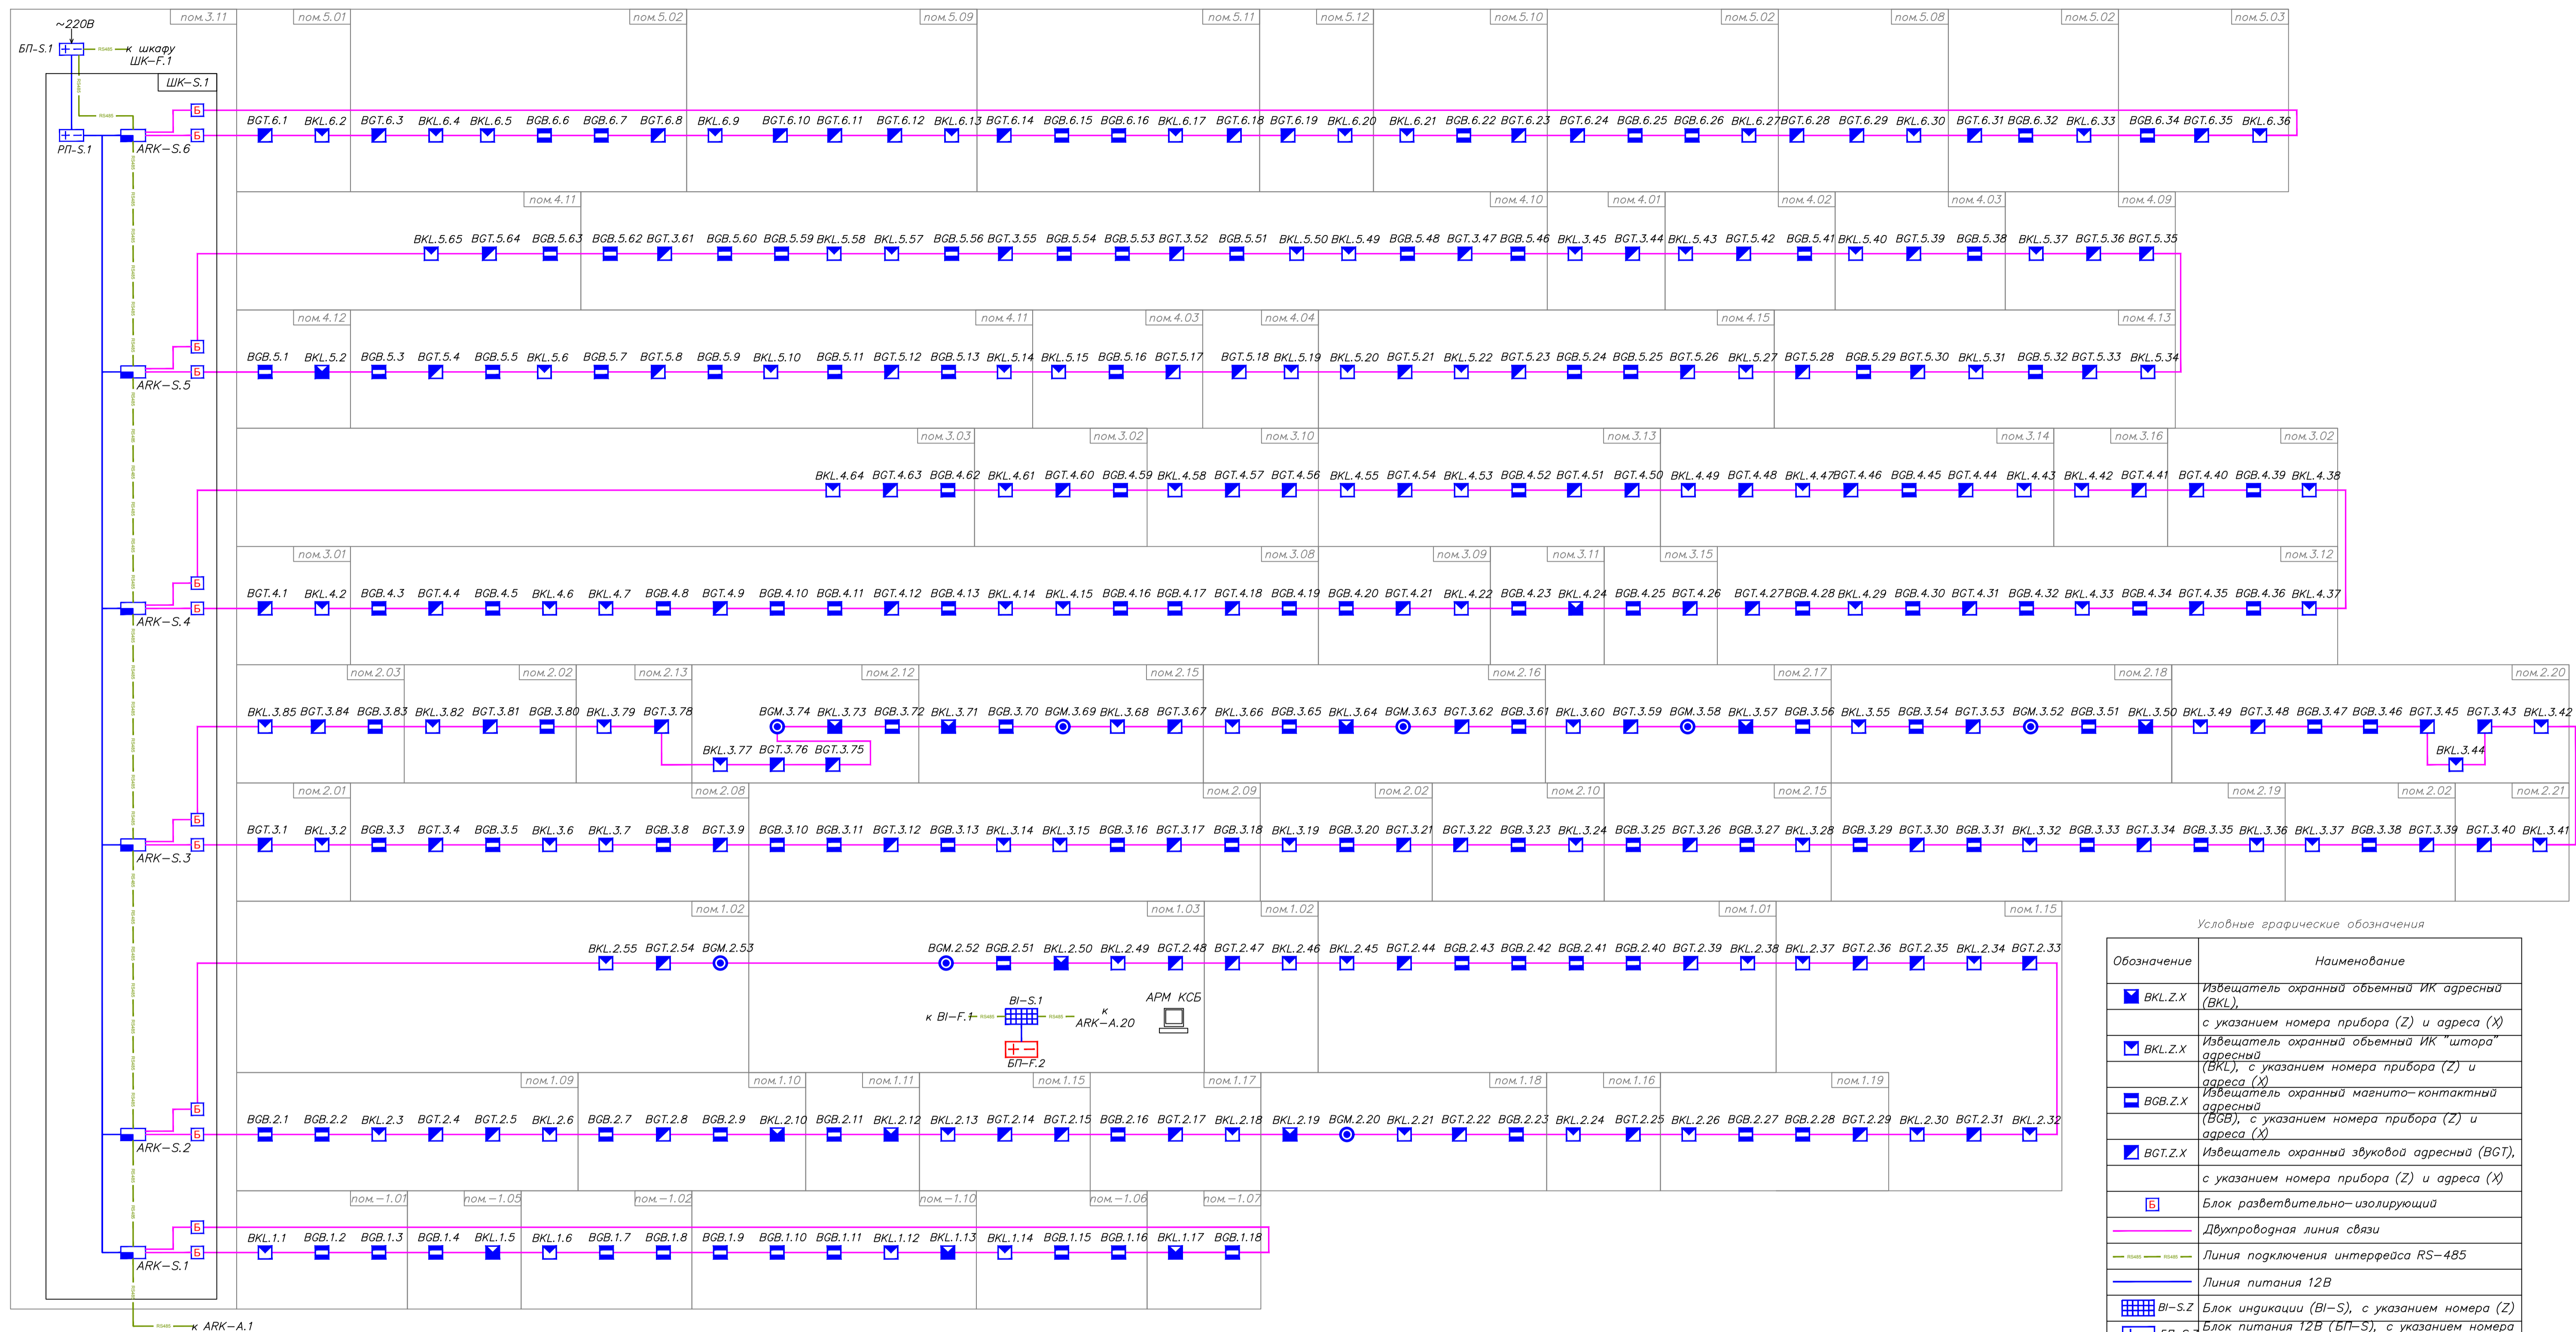 пом.3.11 пом.5.01 пом.5.02 пом.5.09 пом.5.11 пом.5.12 пом.5.10 пом.5.02 пом.5.08 пом.5.02 пом.5.03
~220В
БП-S.1 RS485 к шкафу
ШК-F.1
ШК-S.1
RS485
RS485
Б
BGT.6.1 BKL.6.2 BGT.6.3 BKL.6.4 BKL.6.5 BGB.6.6 BGB.6.7 BGT.6.8 BKL.6.9 BGT.6.10 BGT.6.11 BGT.6.12 BKL.6.13 BGT.6.14 BGB.6.15 BGB.6.16 BKL.6.17 BGT.6.18 BGT.6.19 BKL.6.20 BKL.6.21 BGB.6.22 BGT.6.23 BGT.6.24 BGB.6.25 BGB.6.26 BKL.6.27 BGT.6.28 BGT.6.29 BKL.6.30 BGT.6.31 BGB.6.32 BKL.6.33 BGB.6.34 BGT.6.35 BKL.6.36
Б
РП-S.1 ARK-S.6
пом.4.11 пом.4.10 пом.4.01 пом.4.02 пом.4.03 пом.4.09
BKL.5.65 BGT.5.64 BGB.5.63 BGB.5.62 BGT.3.61 BGB.5.60 BGB.5.59 BKL.5.58 BKL.5.57 BGB.5.56 BGT.3.55 BGB.5.54 BGB.5.53 BGT.3.52 BGB.5.51 BKL.5.50 BKL.5.49 BGB.5.48 BGT.3.47 BGB.5.46 BKL.3.45 BGT.3.44 BKL.5.43 BGT.5.42 BGB.5.41 BKL.5.40 BGT.5.39 BGB.5.38 BKL.5.37 BGT.5.36 BGT.5.35
пом.4.12 пом.4.11 пом.4.03 пом.4.04 пом.4.15 пом.4.13
Б
BGB.5.1 BKL.5.2 BGB.5.3 BGT.5.4 BGB.5.5 BKL.5.6 BGB.5.7 BGT.5.8 BGB.5.9 BKL.5.10 BGB.5.11 BGT.5.12 BGB.5.13 BKL.5.14 BKL.5.15 BGB.5.16 BGT.5.17 BGT.5.18 BKL.5.19 BKL.5.20 BGT.5.21 BKL.5.22 BGT.5.23 BGB.5.24 BGB.5.25 BGT.5.26 BKL.5.27 BGT.5.28 BGB.5.29 BGT.5.30 BKL.5.31 BGB.5.32 BGT.5.33 BKL.5.34
Б
ARK-S.5
пом.3.03 пом.3.02 пом.3.10 пом.3.13 пом.3.14 пом.3.16 пом.3.02
BKL.4.64 BGT.4.63 BGB.4.62 BKL.4.61 BGT.4.60 BGB.4.59 BKL.4.58 BGT.4.57 BGT.4.56 BKL.4.55 BGT.4.54 BKL.4.53 BGB.4.52 BGT.4.51 BGT.4.50 BKL.4.49 BGT.4.48 BKL.4.47 BGT.4.46 BGB.4.45 BGT.4.44 BKL.4.43 BKL.4.42 BGT.4.41 BGT.4.40 BGB.4.39 BKL.4.38
пом.3.01 пом.3.08 пом.3.09 пом.3.11 пом.3.15 пом.3.12
Б
BGT.4.1 BKL.4.2 BGB.4.3 BGT.4.4 BGB.4.5 BKL.4.6 BKL.4.7 BGB.4.8 BGT.4.9 BGB.4.10 BGB.4.11 BGT.4.12 BGB.4.13 BKL.4.14 BKL.4.15 BGB.4.16 BGB.4.17 BGT.4.18 BGB.4.19 BGB.4.20 BGT.4.21 BKL.4.22 BGB.4.23 BKL.4.24 BGB.4.25 BGT.4.26 BGT.4.27 BGB.4.28 BKL.4.29 BGB.4.30 BGT.4.31 BGB.4.32 BKL.4.33 BGB.4.34 BGT.4.35 BGB.4.36 BKL.4.37
Б
ARK-S.4
пом.2.03 пом.2.02 пом.2.13 пом.2.12 пом.2.15 пом.2.16 пом.2.17 пом.2.18 пом.2.20
BKL.3.85 BGT.3.84 BGB.3.83 BKL.3.82 BGT.3.81 BGB.3.80 BKL.3.79 BGT.3.78 BGM.3.74 BKL.3.73 BGB.3.72 BKL.3.71 BGB.3.70 BGM.3.69 BKL.3.68 BGT.3.67 BKL.3.66 BGB.3.65 BKL.3.64 BGM.3.63 BGT.3.62 BGB.3.61 BKL.3.60 BGT.3.59 BGM.3.58 BKL.3.57 BGB.3.56 BKL.3.55 BGB.3.54 BGT.3.53 BGM.3.52 BGB.3.51 BKL.3.50 BKL.3.49 BGT.3.48 BGB.3.47 BGB.3.46 BGT.3.45 BGT.3.43 BKL.3.42
BKL.3.77 BGT.3.76 BGT.3.75 BKL.3.44
пом.2.01 пом.2.08 пом.2.09 пом.2.02 пом.2.10 пом.2.15 пом.2.19 пом.2.02 пом.2.21
Б
BGT.3.1 BKL.3.2 BGB.3.3 BGT.3.4 BGB.3.5 BKL.3.6 BKL.3.7 BGB.3.8 BGT.3.9 BGB.3.10 BGB.3.11 BGT.3.12 BGB.3.13 BKL.3.14 BKL.3.15 BGB.3.16 BGT.3.17 BGB.3.18 BKL.3.19 BGB.3.20 BGT.3.21 BGT.3.22 BGB.3.23 BKL.3.24 BGB.3.25 BGT.3.26 BGB.3.27 BKL.3.28 BGB.3.29 BGT.3.30 BGB.3.31 BKL.3.32 BGB.3.33 BGT.3.34 BGB.3.35 BKL.3.36 BKL.3.37 BGB.3.38 BGT.3.39 BGT.3.40 BKL.3.41
Б
ARK-S.3
пом.1.02 пом.1.03 пом.1.02 пом.1.01 пом.1.15
BKL.2.55 BGT.2.54 BGM.2.53 BGM.2.52 BGB.2.51 BKL.2.50 BKL.2.49 BGT.2.48 BGT.2.47 BKL.2.46 BKL.2.45 BGT.2.44 BGB.2.43 BGB.2.42 BGB.2.41 BGB.2.40 BGT.2.39 BKL.2.38 BKL.2.37 BGT.2.36 BGT.2.35 BKL.2.34 BGT.2.33
BI-S.1 АРМ КСБ
к BI-F.1 RS485 RS485 к
ARK-A.20
БП-F.2
пом.1.09 пом.1.10 пом.1.11 пом.1.15 пом.1.17 пом.1.18 пом.1.16 пом.1.19
Б
BGB.2.1 BGB.2.2 BKL.2.3 BGT.2.4 BGT.2.5 BKL.2.6 BGB.2.7 BGT.2.8 BGB.2.9 BKL.2.10 BGB.2.11 BKL.2.12 BKL.2.13 BGT.2.14 BGT.2.15 BGB.2.16 BGT.2.17 BKL.2.18 BKL.2.19 BGM.2.20 BKL.2.21 BGT.2.22 BGB.2.23 BKL.2.24 BGT.2.25 BKL.2.26 BGB.2.27 BGB.2.28 BGT.2.29 BKL.2.30 BGT.2.31 BKL.2.32
Б
ARK-S.2
пом.-1.01 пом.-1.05 пом.-1.02 пом.-1.10 пом.-1.06 пом.-1.07
Б
BKL.1.1 BGB.1.2 BGB.1.3 BGB.1.4 BKL.1.5 BKL.1.6 BGB.1.7 BGB.1.8 BGB.1.9 BGB.1.10 BGB.1.11 BKL.1.12 BKL.1.13 BKL.1.14 BGB.1.15 BGB.1.16 BKL.1.17 BGB.1.18
Б
ARK-S.1
RS485 к ARK-A.1
Условные графические обозначения
Обозначение Наименование
BKL.Z.X Извещатель охранный объемный ИК адресный (BKL),
с указанием номера прибора (Z) и адреса (X)
BKL.Z.X Извещатель охранный объемный ИК "штора" адресный
(BKL), с указанием номера прибора (Z) и адреса (X)
BGB.Z.X Извещатель охранный магнито-контактный адресный
(BGB), с указанием номера прибора (Z) и адреса (X)
BGT.Z.X Извещатель охранный звуковой адресный (BGT),
с указанием номера прибора (Z) и адреса (X)
Б Блок разветвительно-изолирующий
Двухпроводная линия связи
RS485 RS485 Линия подключения интерфейса RS-485
Линия питания 12В
BI-S.Z Блок индикации (BI-S), с указанием номера (Z)
Блок питания 12В (БП-S), с указанием номера